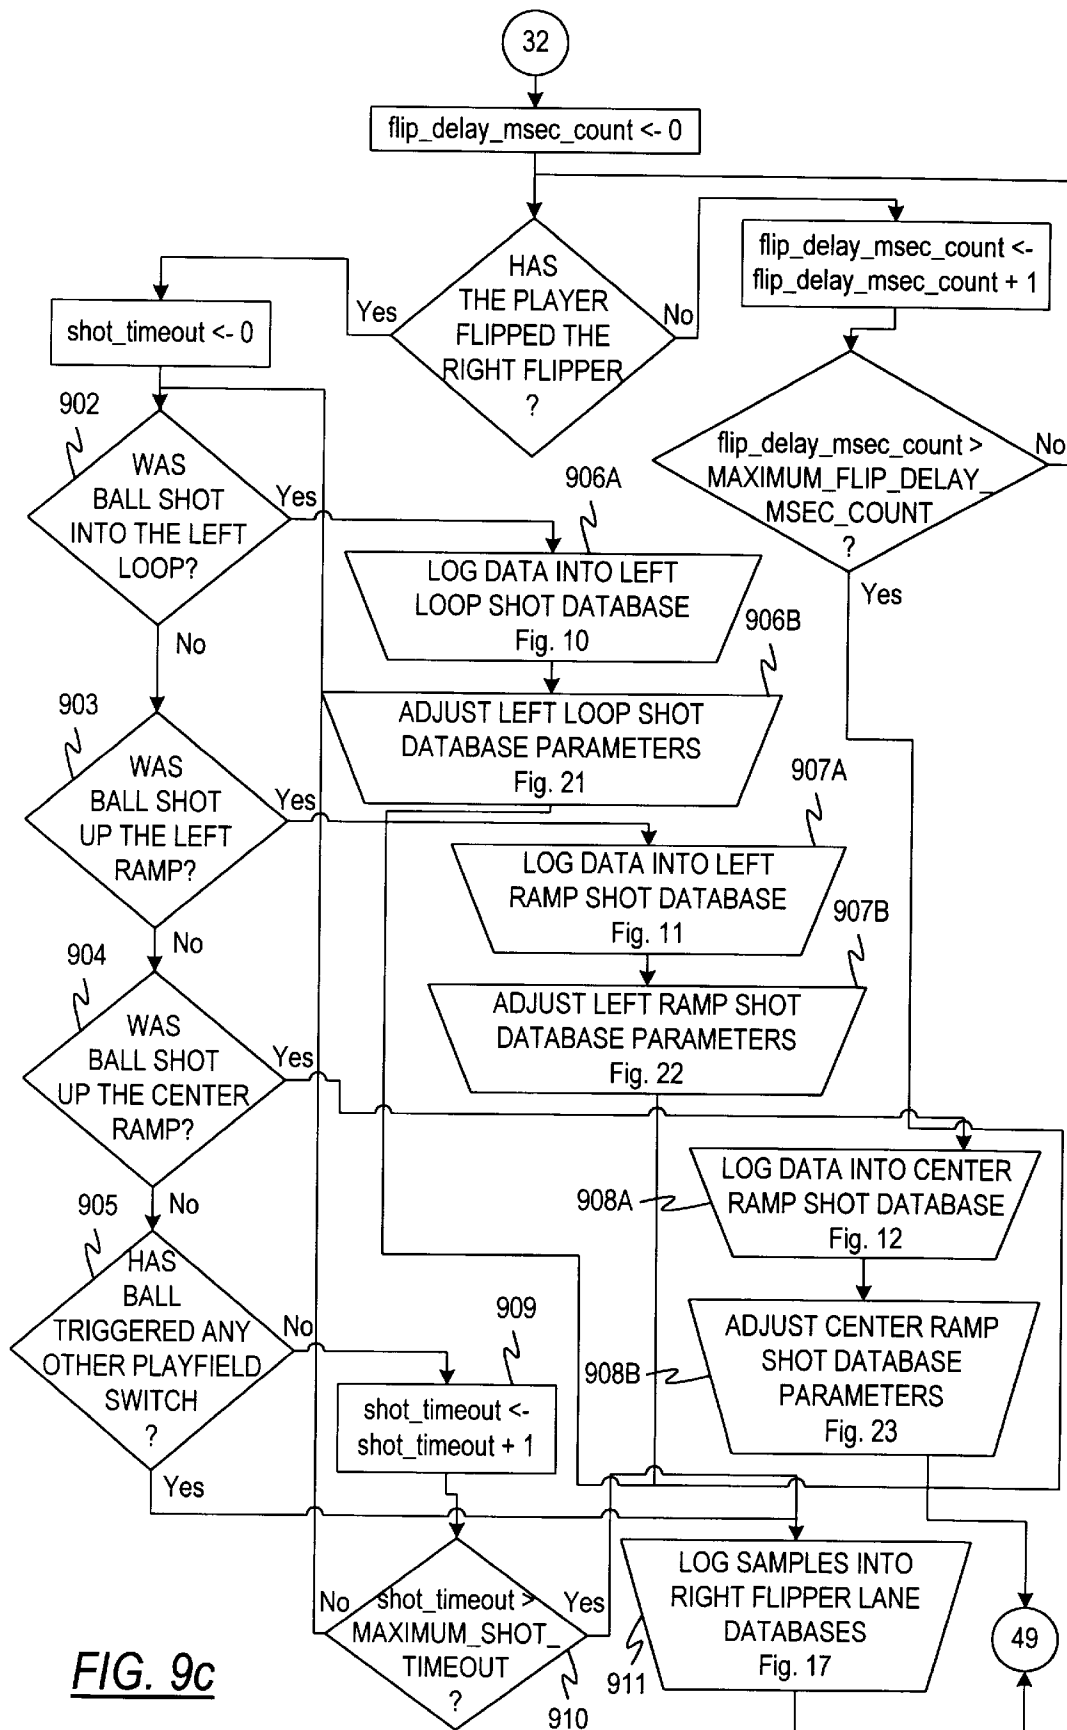 32
flip_delay_msec_count <- 0
HAS
THE PLAYER
FLIPPED THE
RIGHT FLIPPER
?
Yes
No
flip_delay_msec_count <-
flip_delay_msec_count + 1
shot_timeout <- 0
flip_delay_msec_count >
MAXIMUM_FLIP_DELAY_
MSEC_COUNT
?
No
Yes
902
WAS
BALL SHOT
INTO THE LEFT
LOOP?
Yes
No
906A
LOG DATA INTO LEFT
LOOP SHOT DATABASE
Fig. 10
906B
ADJUST LEFT LOOP SHOT
DATABASE PARAMETERS
Fig. 21
903
WAS
BALL SHOT
UP THE LEFT
RAMP?
Yes
No
907A
LOG DATA INTO LEFT
RAMP SHOT DATABASE
Fig. 11
907B
ADJUST LEFT RAMP SHOT
DATABASE PARAMETERS
Fig. 22
904
WAS
BALL SHOT
UP THE CENTER
RAMP?
Yes
No
908A
LOG DATA INTO CENTER
RAMP SHOT DATABASE
Fig. 12
908B
ADJUST CENTER RAMP
SHOT DATABASE
PARAMETERS
Fig. 23
905
HAS
BALL
TRIGGERED ANY
OTHER PLAYFIELD
SWITCH
?
No
Yes
909
shot_timeout <-
shot_timeout + 1
shot_timeout >
MAXIMUM_SHOT_
TIMEOUT
?
No
Yes
910
LOG SAMPLES INTO
RIGHT FLIPPER LANE
DATABASES
Fig. 17
911
49
FIG. 9c